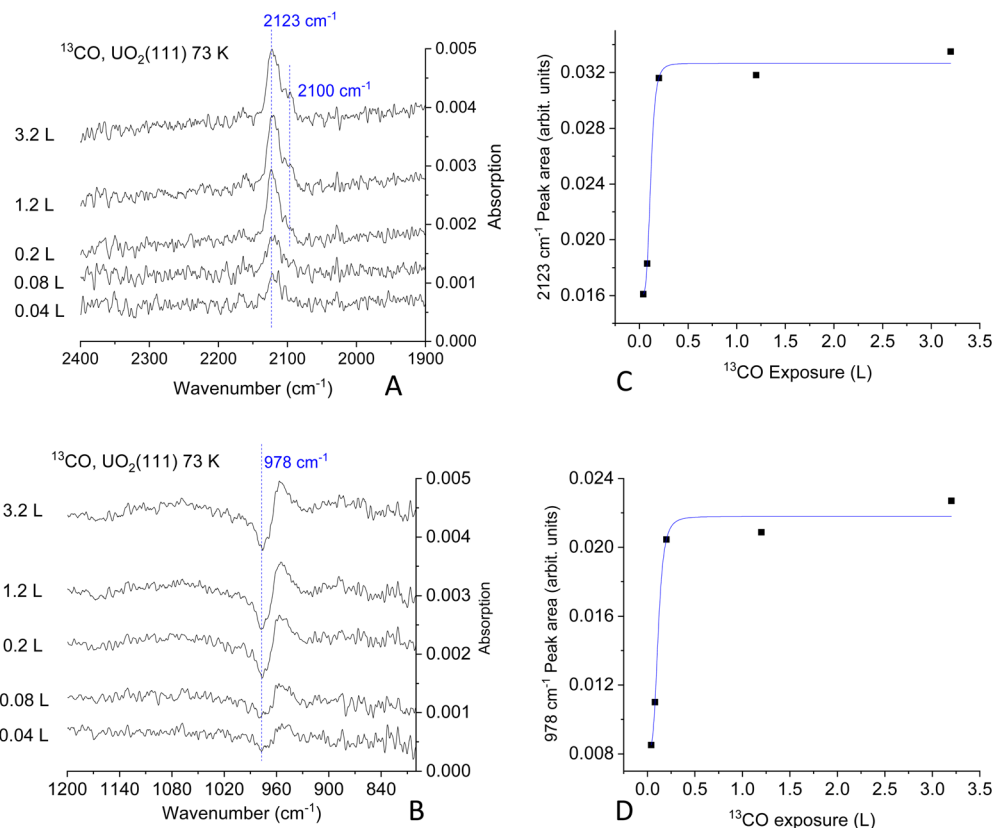 2123 cm⁻¹
¹³CO, UO₂(111) 73 K
2100 cm⁻¹
3.2 L
1.2 L
0.2 L
0.08 L
0.04 L
0.005
0.004
0.003
0.002
0.001
0.000
Absorption
2400 2300 2200 2100 2000 1900
Wavenumber (cm⁻¹)
A
2123 cm⁻¹ Peak area (arbit. units)
0.032
0.028
0.024
0.020
0.016
0.0 0.5 1.0 1.5 2.0 2.5 3.0 3.5
¹³CO Exposure (L)
C
¹³CO, UO₂(111) 73 K
978 cm⁻¹
3.2 L
1.2 L
0.2 L
0.08 L
0.04 L
0.005
0.004
0.003
0.002
0.001
0.000
Absorption
1200 1140 1080 1020 960 900 840
Wavenumber (cm⁻¹)
B
978 cm⁻¹ Peak area (arbit. units)
0.024
0.020
0.016
0.012
0.008
0.0 0.5 1.0 1.5 2.0 2.5 3.0 3.5
¹³CO exposure (L)
D